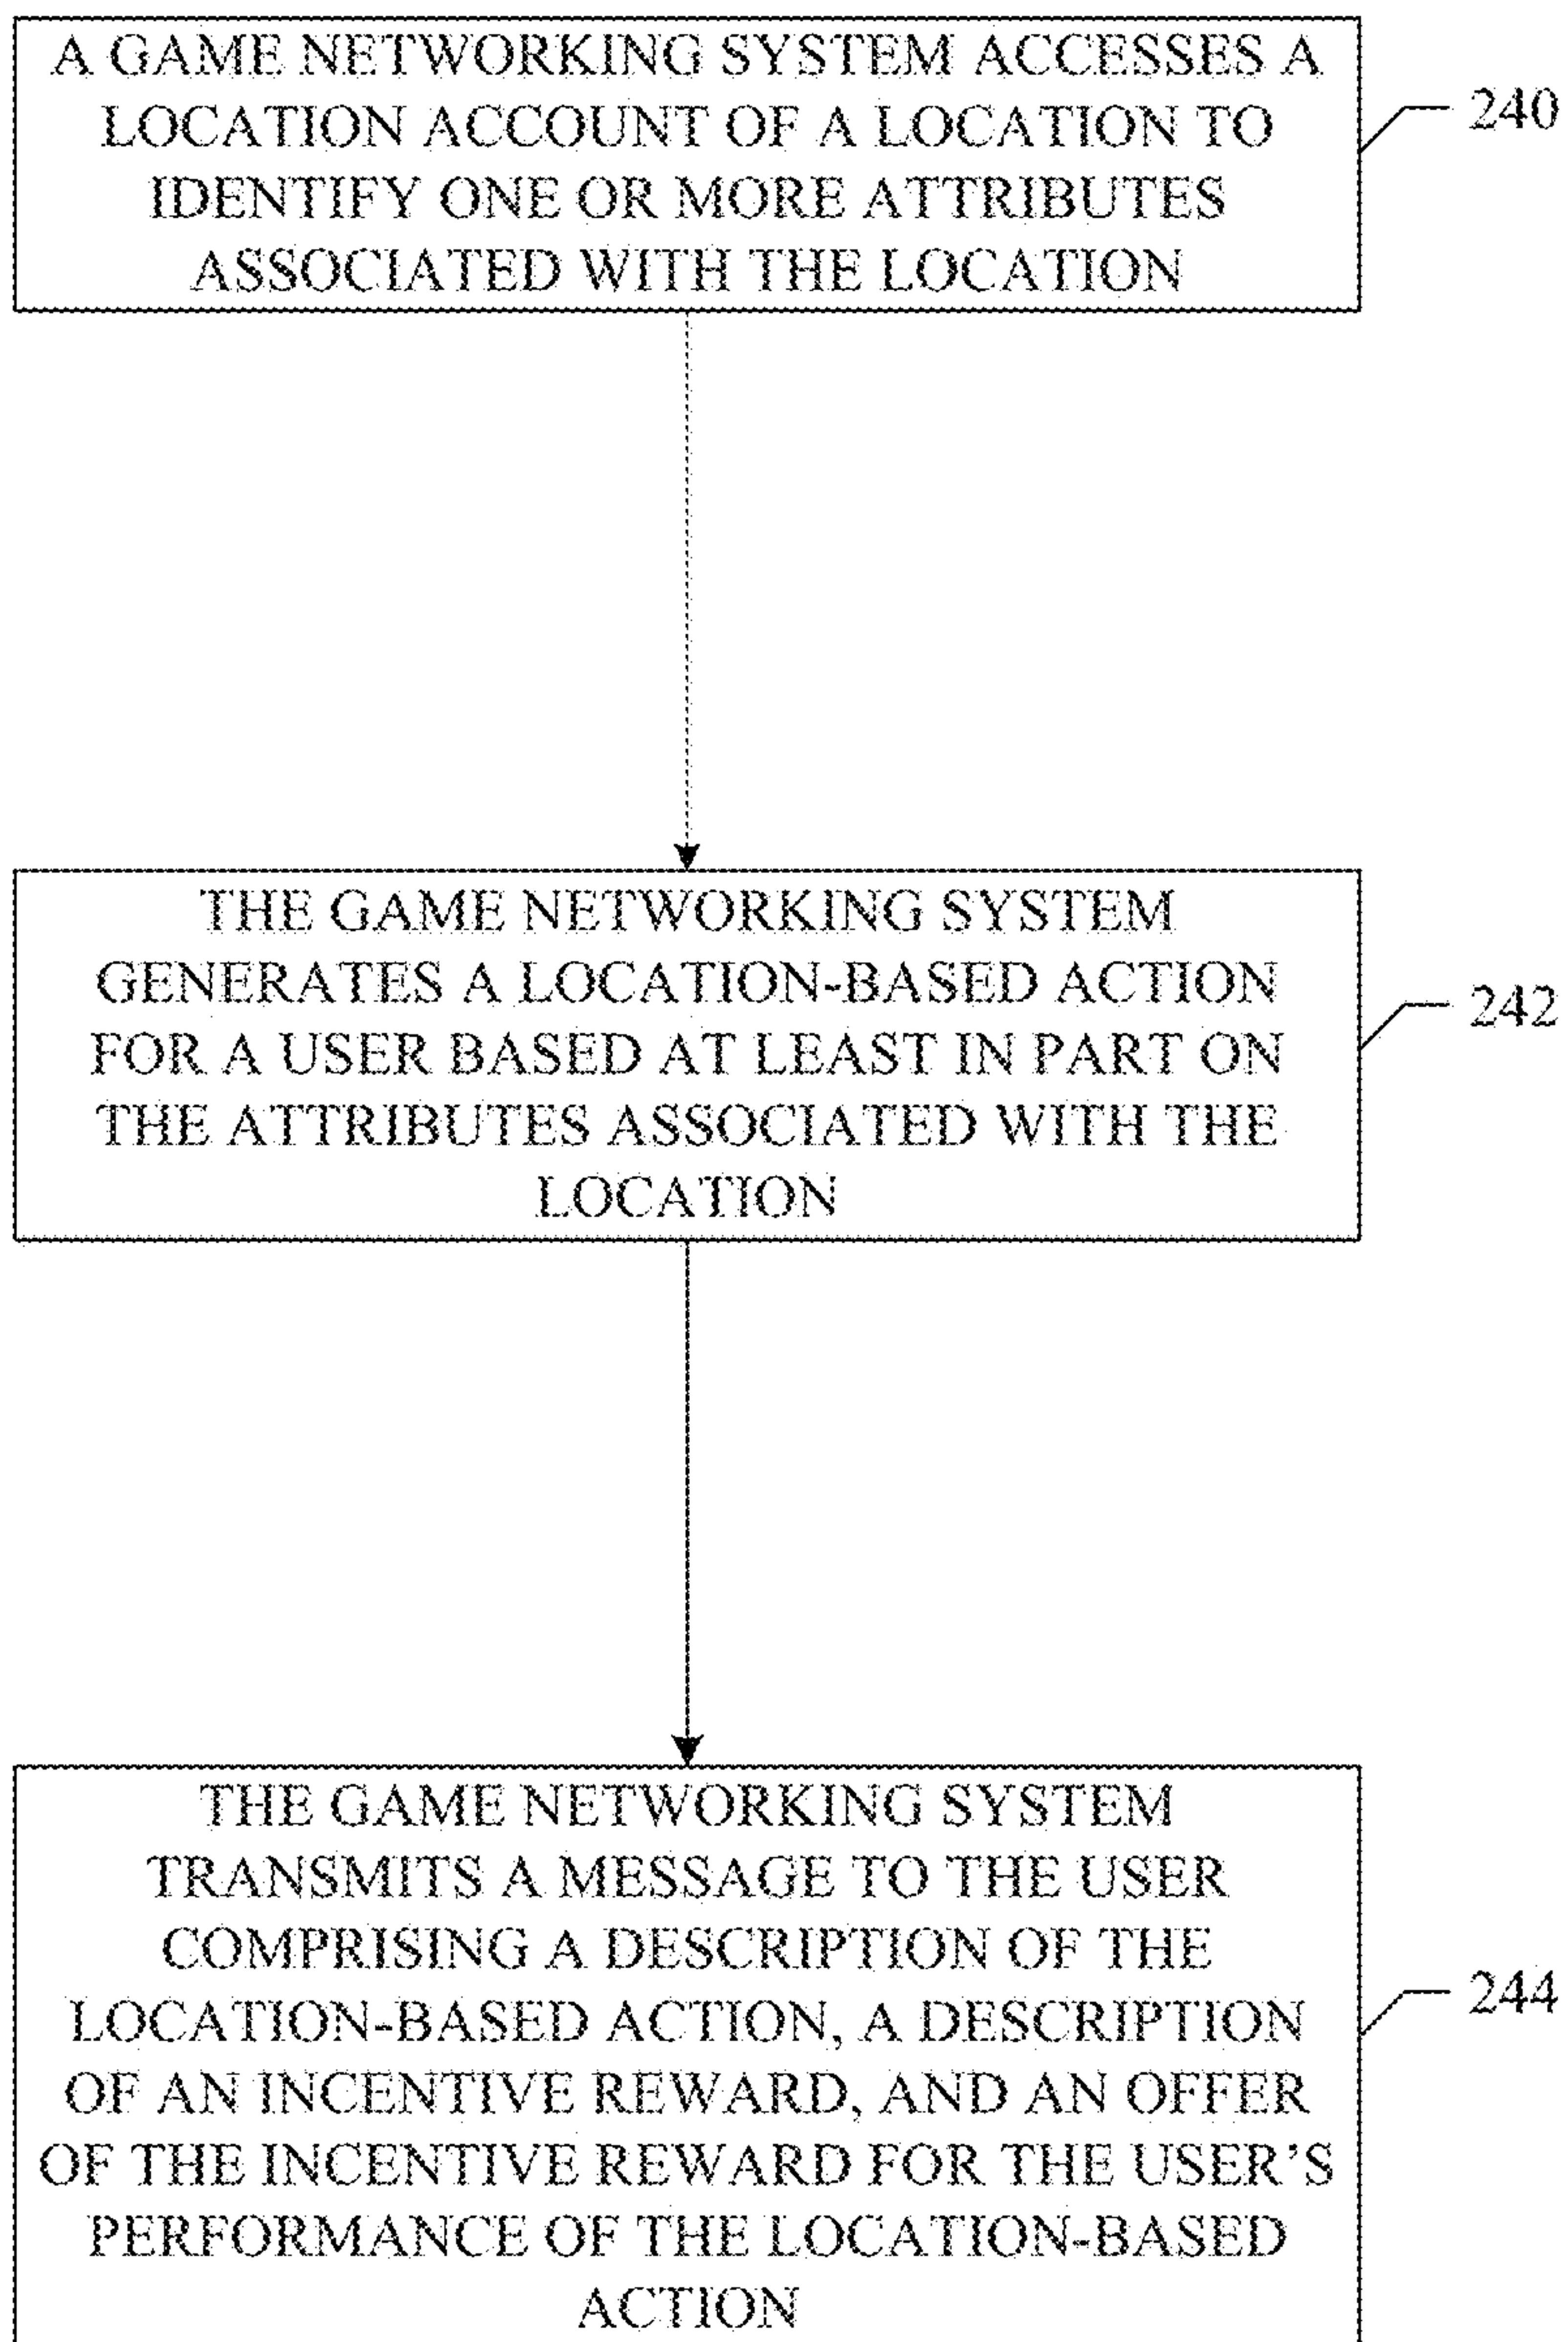 A GAME NETWORKING SYSTEM ACCESSES A
LOCATION ACCOUNT OF A LOCATION TO
IDENTIFY ONE OR MORE ATTRIBUTES
ASSOCIATED WITH THE LOCATION
240
THE GAME NETWORKING SYSTEM
GENERATES A LOCATION-BASED ACTION
FOR A USER BASED AT LEAST IN PART ON
THE ATTRIBUTES ASSOCIATED WITH THE
LOCATION
242
THE GAME NETWORKING SYSTEM
TRANSMITS A MESSAGE TO THE USER
COMPRISING A DESCRIPTION OF THE
LOCATION-BASED ACTION, A DESCRIPTION
OF AN INCENTIVE REWARD, AND AN OFFER
OF THE INCENTIVE REWARD FOR THE USER'S
PERFORMANCE OF THE LOCATION-BASED
ACTION
244